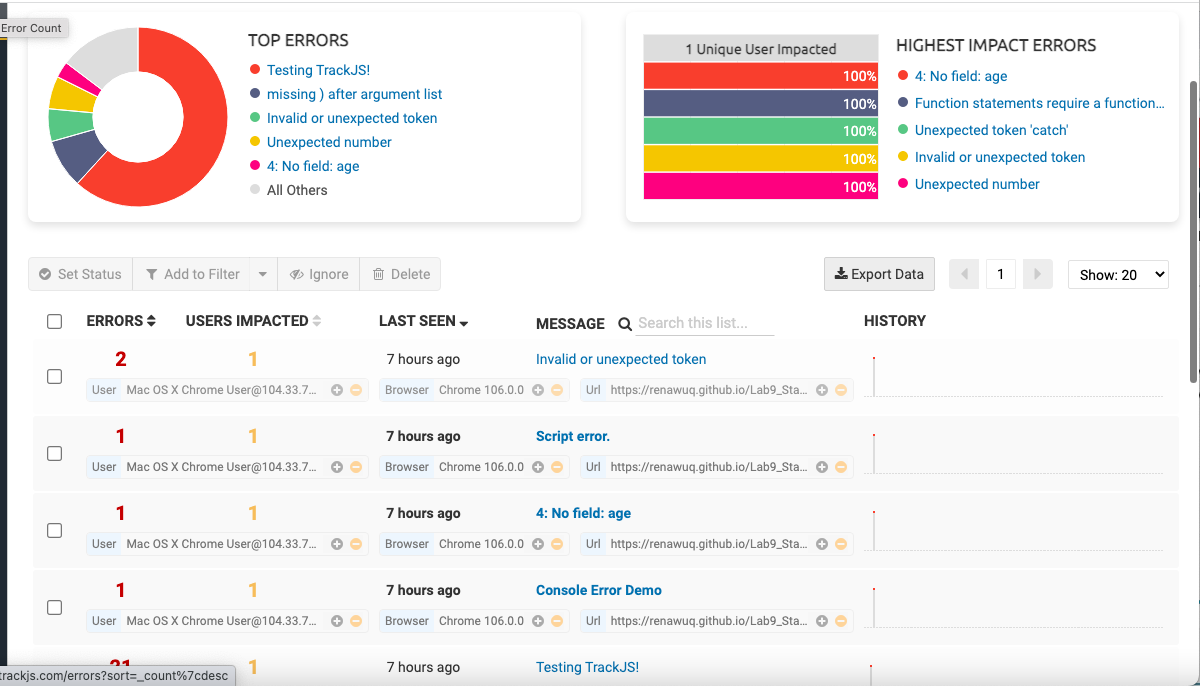 Error Count
TOP ERRORS
Testing TrackJS!
missing ) after argument list
Invalid or unexpected token
Unexpected number
4: No field: age
All Others
1 Unique User Impacted
100%
100%
100%
100%
100%
HIGHEST IMPACT ERRORS
4: No field: age
Function statements require a function...
Unexpected token 'catch'
Invalid or unexpected token
Unexpected number
Set Status Add to Filter Ignore Delete Export Data 1 Show: 20
ERRORS USERS IMPACTED LAST SEEN MESSAGE Search this list... HISTORY
2 1 7 hours ago Invalid or unexpected token
User Mac OS X Chrome User@104.33.7... Browser Chrome 106.0.0 Url https://renawuq.github.io/Lab9_Sta...
1 1 7 hours ago Script error.
User Mac OS X Chrome User@104.33.7... Browser Chrome 106.0.0 Url https://renawuq.github.io/Lab9_Sta...
1 1 7 hours ago 4: No field: age
User Mac OS X Chrome User@104.33.7... Browser Chrome 106.0.0 Url https://renawuq.github.io/Lab9_Sta...
1 1 7 hours ago Console Error Demo
User Mac OS X Chrome User@104.33.7... Browser Chrome 106.0.0 Url https://renawuq.github.io/Lab9_Sta...
1 7 hours ago Testing TrackJS!
trackjs.com/errors?sort=_count%7cdesc